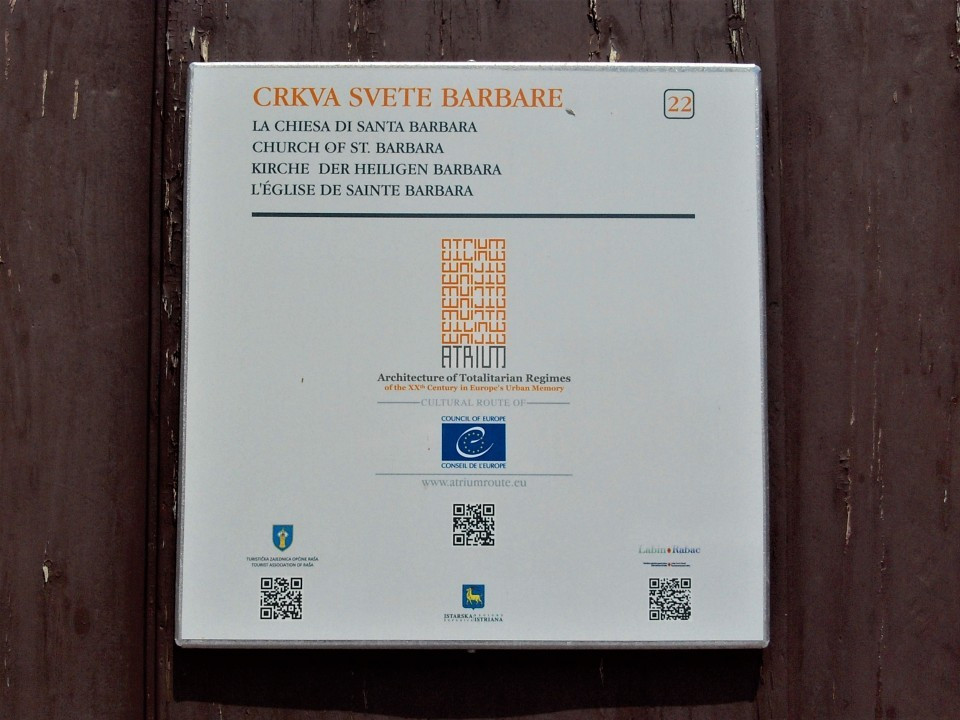 CRKVA SVETE BARBARE
22
LA CHIESA DI SANTA BARBARA
CHURCH OF ST. BARBARA
KIRCHE DER HEILIGEN BARBARA
L'ÉGLISE DE SAINTE BARBARA
ATRIUM
ATRIUM
Architecture of Totalitarian Regimes
of the XXth Century in Europe's Urban Memory
CULTURAL ROUTE OF
COUNCIL OF EUROPE
CONSEIL DE L'EUROPE
www.atriumroute.eu
TURISTIČKA ZAJEDNICA OPĆINE RAŠA
TOURIST ASSOCIATION OF RAŠA
Labin Rabac
ISTARSKA
ISTRIANA